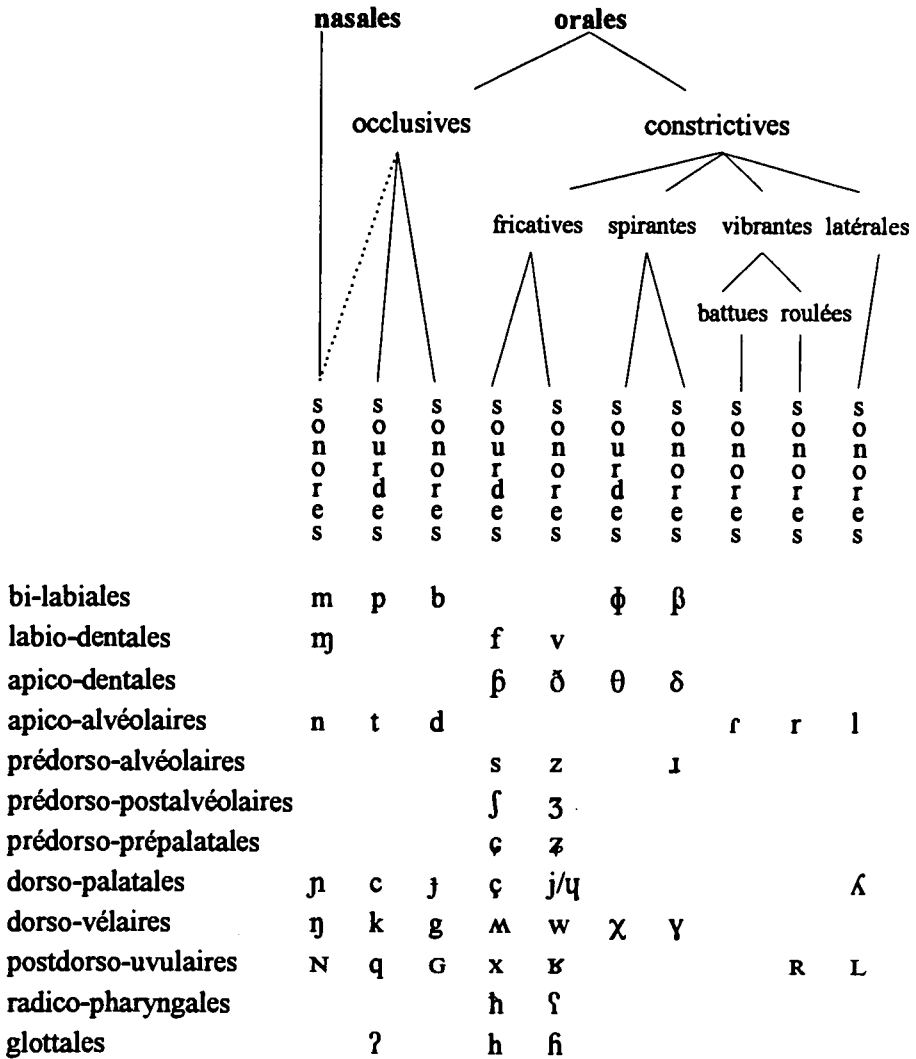 nasales orales
occlusives constrictives
fricatives spirantes vibrantes latérales
battues roulées
sonores sourdes sonores sourdes sonores sourdes sonores sonores sonores sonores
bi-labiales m p b ɸ β
labio-dentales ɱ f v
apico-dentales þ ð θ δ
apico-alvéolaires n t d ɾ r l
prédorso-alvéolaires s z ɹ
prédorso-postalvéolaires ʃ ʒ
prédorso-prépalatales ɕ ʑ
dorso-palatales ɲ c ɟ ç j/ɥ ʎ
dorso-vélaires ŋ k g ʍ w χ ɣ
postdorso-uvulaires ɴ q ɢ x ʁ ʀ ʟ
radico-pharyngales ħ ʕ
glottales ʔ h ɦ